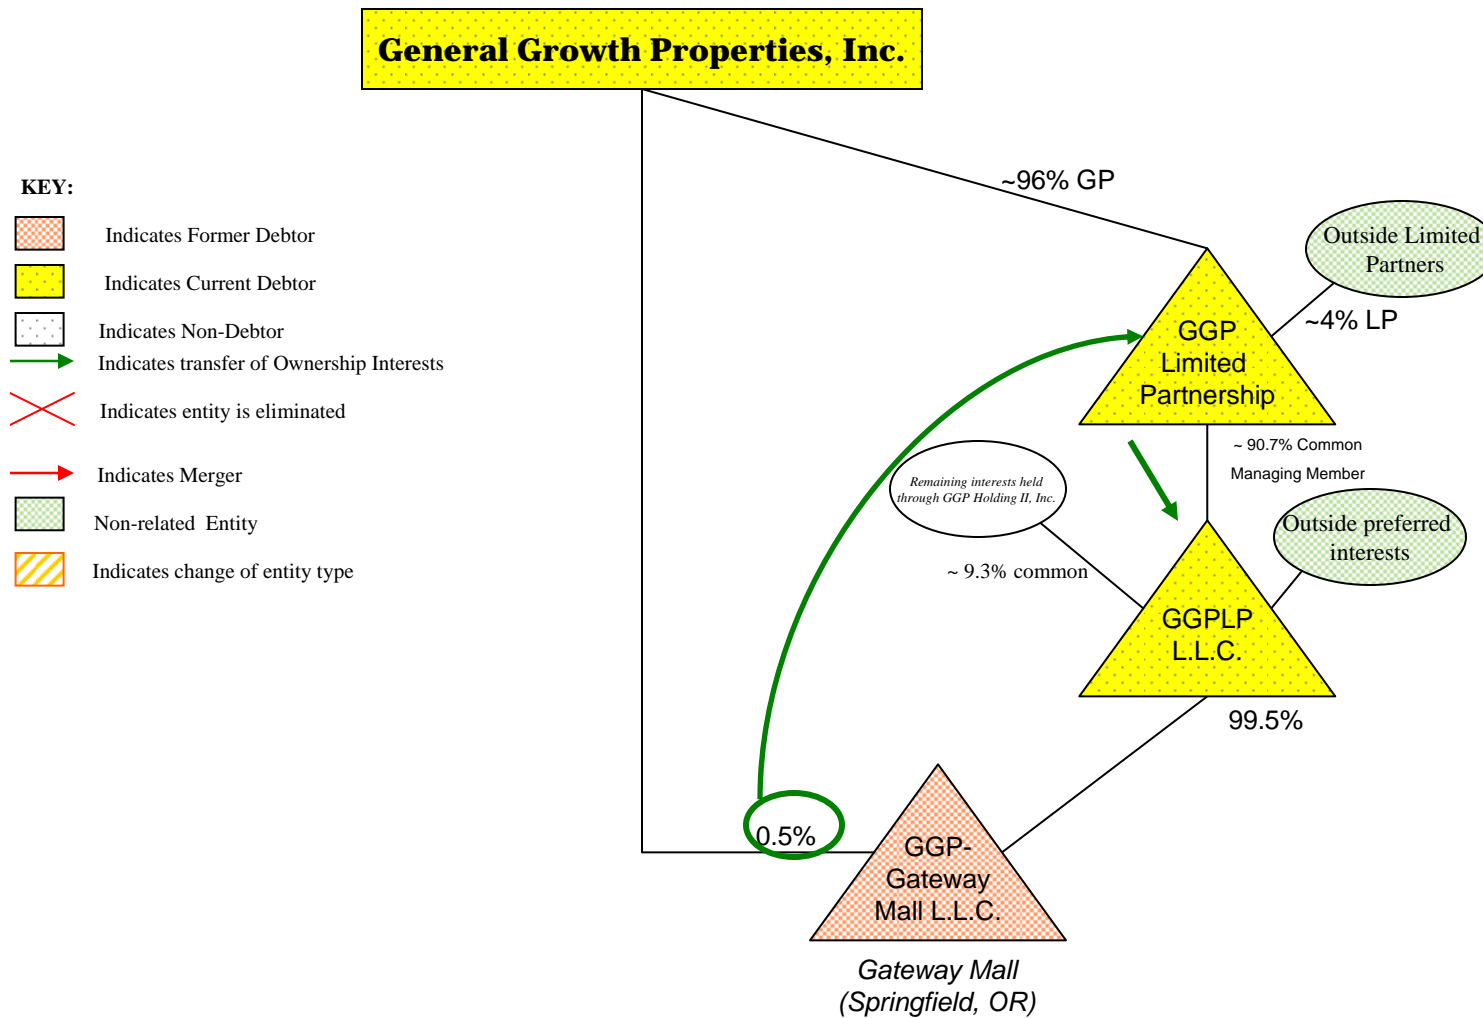 General Growth Properties, Inc.
~96% GP
KEY:
Indicates Former Debtor
Indicates Current Debtor
Indicates Non-Debtor
Indicates transfer of Ownership Interests
Indicates entity is eliminated
Indicates Merger
Non-related Entity
Indicates change of entity type
Outside Limited
Partners
~4% LP
GGP
Limited
Partnership
~ 90.7% Common
Managing Member
Remaining interests held
through GGP Holding II, Inc.
~ 9.3% common
Outside preferred
interests
GGPLP
L.L.C.
99.5%
0.5%
GGP-
Gateway
Mall L.L.C.
Gateway Mall
(Springfield, OR)